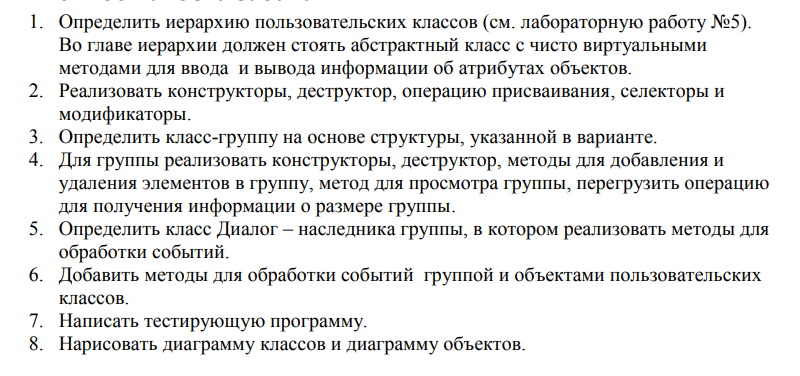 1. Определить иерархию пользовательских классов (см. лабораторную работу №5).
Во главе иерархии должен стоять абстрактный класс с чисто виртуальными
методами для ввода и вывода информации об атрибутах объектов.
2. Реализовать конструкторы, деструктор, операцию присваивания, селекторы и
модификаторы.
3. Определить класс-группу на основе структуры, указанной в варианте.
4. Для группы реализовать конструкторы, деструктор, методы для добавления и
удаления элементов в группу, метод для просмотра группы, перегрузить операцию
для получения информации о размере группы.
5. Определить класс Диалог – наследника группы, в котором реализовать методы для
обработки событий.
6. Добавить методы для обработки событий группой и объектами пользовательских
классов.
7. Написать тестирующую программу.
8. Нарисовать диаграмму классов и диаграмму объектов.